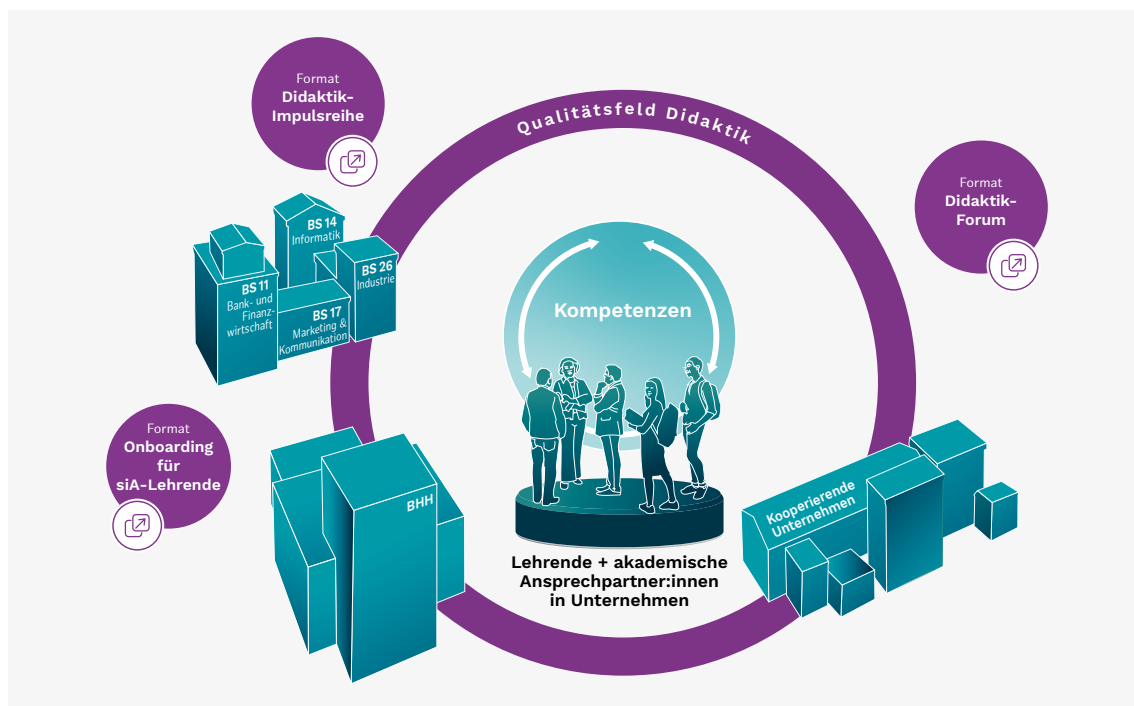 Format
Didaktik-
Impulsreihe
Qualitätsfeld Didaktik
Format
Didaktik-
Forum
BS 14
Informatik
BS 26
Industrie
BS 11
Bank- und
Finanz-
wirtschaft
BS 17
Marketing &
Kommunikation
Kompetenzen
Format
Onboarding
für
siA-Lehrende
BHH
Kooperierende
Unternehmen
Lehrende + akademische
Ansprechpartner:innen
in Unternehmen